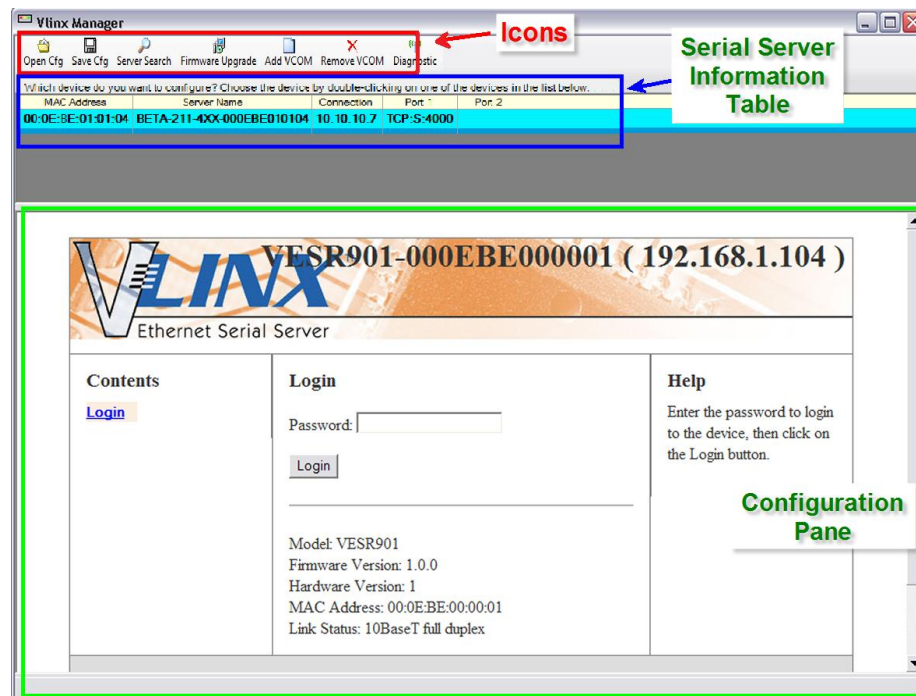 Vlinx Manager
Icons
Open Cfg Save Cfg Server Search Firmware Upgrade Add VCOM Remove VCOM Diagnostic
Serial Server
Information
Table
Which device do you want to configure? Choose the device by double-clicking on one of the devices in the list below.
MAC Address Server Name Connection Port 1 Port 2
00:0E:BE:01:01:04 BETA-211-4XX-000EBE010104 10.10.10.7 TCP:S:4000
VLINX
VESR901-000EBE000001 ( 192.168.1.104 )
Ethernet Serial Server
Contents
Login
Login
Password:
Login
Model: VESR901
Firmware Version: 1.0.0
Hardware Version: 1
MAC Address: 00:0E:BE:00:00:01
Link Status: 10BaseT full duplex
Help
Enter the password to login
to the device, then click on
the Login button.
Configuration
Pane